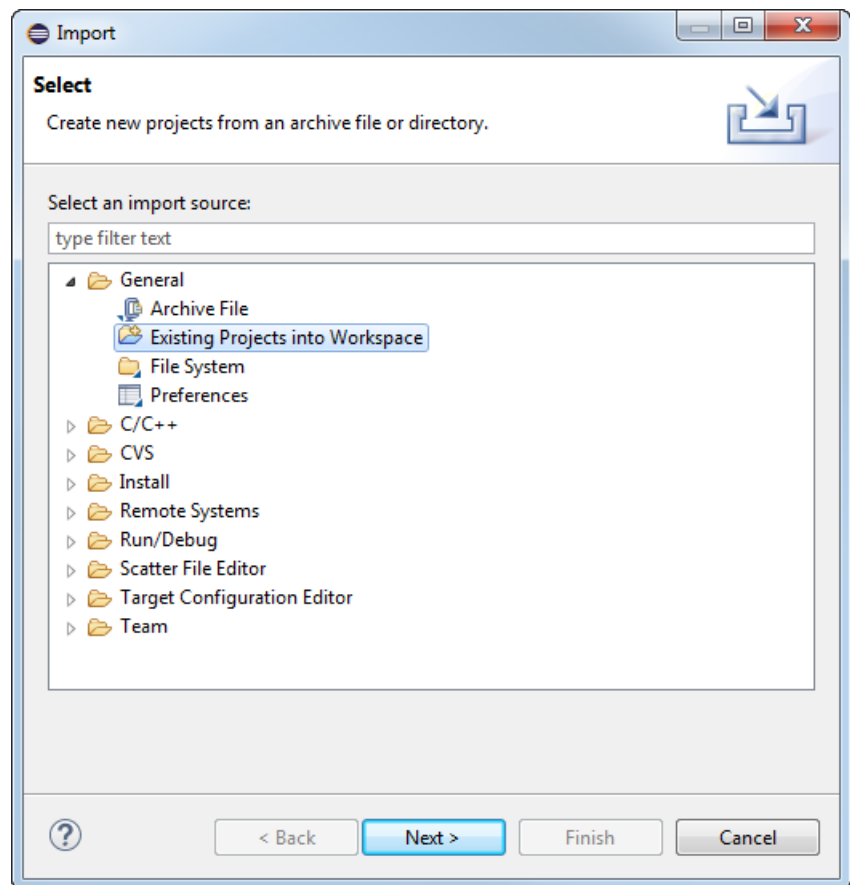 Import
Select
Create new projects from an archive file or directory.
Select an import source:
type filter text
General
Archive File
Existing Projects into Workspace
File System
Preferences
C/C++
CVS
Install
Remote Systems
Run/Debug
Scatter File Editor
Target Configuration Editor
Team
? < Back Next > Finish Cancel